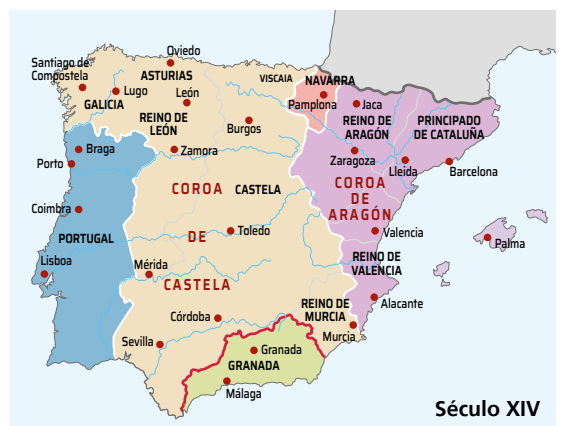 Oviedo
Santiago de
Compostela
ASTURIAS
VISCAIA
NAVARRA
Lugo
León
Pamplona
Jaca
GALICIA
REINO DE
LEÓN
Burgos
REINO DE
ARAGÓN
PRINCIPADO
DE CATALUÑA
Braga
Zamora
Porto
Zaragoza
Lleida
Barcelona
COROA
CASTELA
COROA
DE
ARAGÓN
Coimbra
PORTUGAL
DE
Toledo
Valencia
Palma
Lisboa
Mérida
CASTELA
REINO DE
VALENCIA
REINO DE
MURCIA
Alacante
Córdoba
Sevilla
Murcia
Granada
GRANADA
Málaga
Século XIV